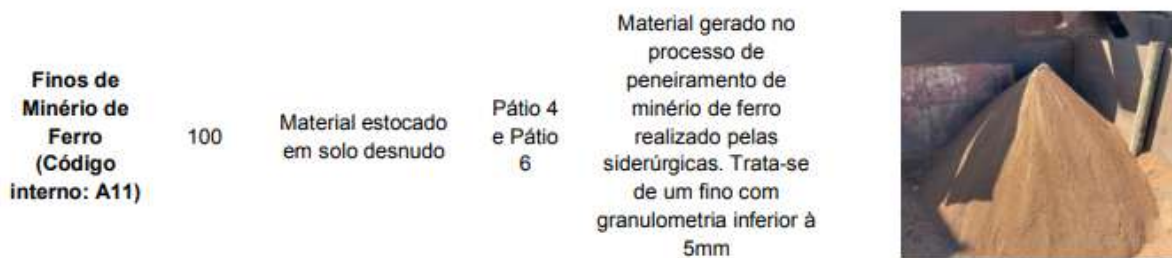 Finos de
Minério de
Ferro
(Código
interno: A11)
100
Material estocado
em solo desnudo
Pátio 4
e Pátio
6
Material gerado no
processo de
peneiramento de
minério de ferro
realizado pelas
siderúrgicas. Trata-se
de um fino com
granulometria inferior à
5mm